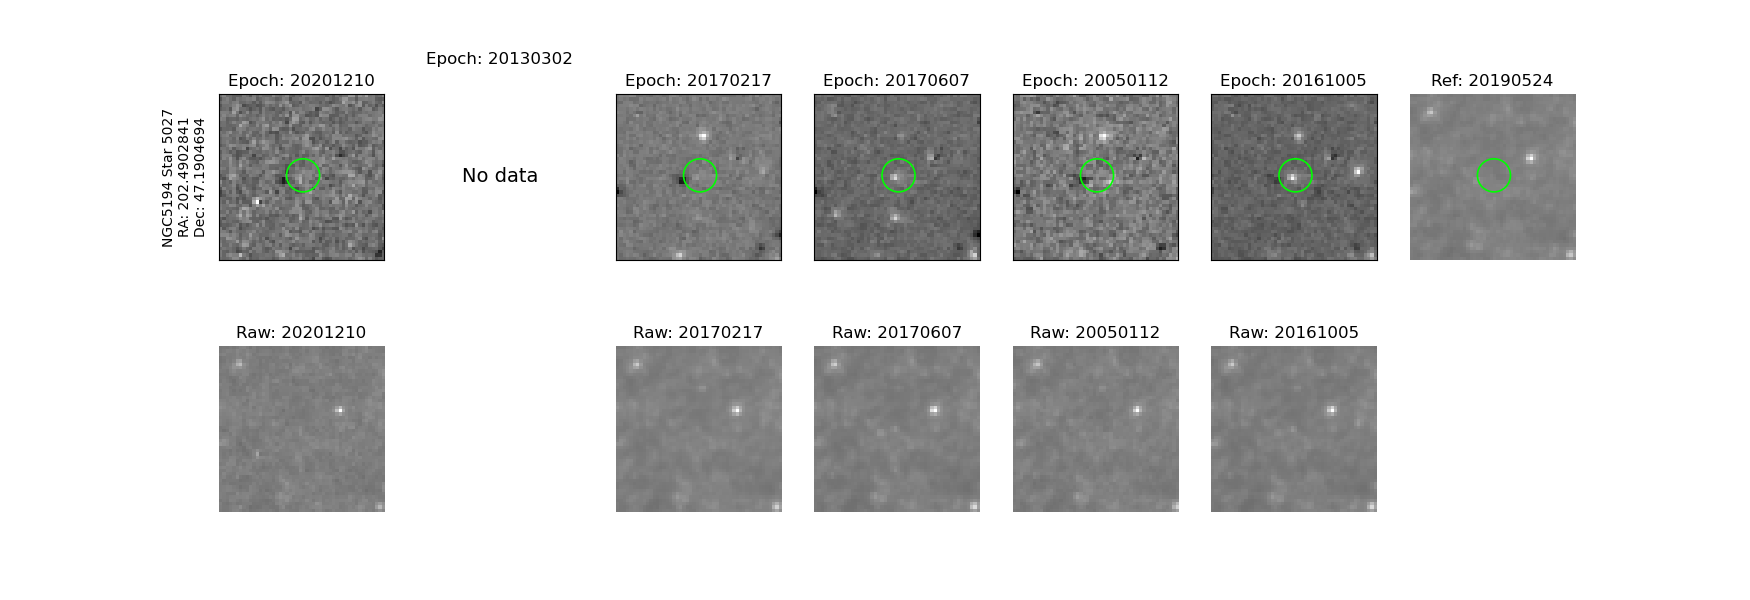 Epoch: 20201210
Epoch: 20130302
Epoch: 20170217
Epoch: 20170607
Epoch: 20050112
Epoch: 20161005
Ref: 20190524
NGC5194 Star 5027
RA: 202.4902841
Dec: 47.1904694
No data
Raw: 20201210
Raw: 20170217
Raw: 20170607
Raw: 20050112
Raw: 20161005